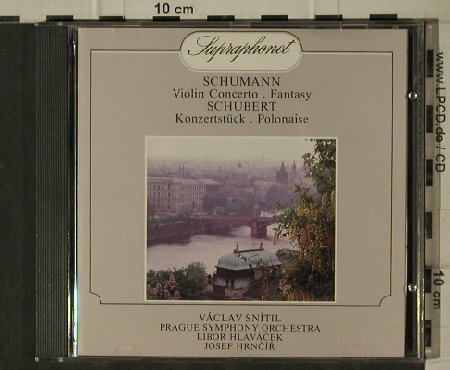 10 cm
Supraphonet
SCHUMANN
Violin Concerto . Fantasy
SCHUBERT
Konzertstück . Polonaise
VÁCLAV SNÍTIL
PRAGUE SYMPHONY ORCHESTRA
LIBOR HLAVÁČEK
JOSEF HRNČÍŘ
www.LPCD.de / CD
10 cm